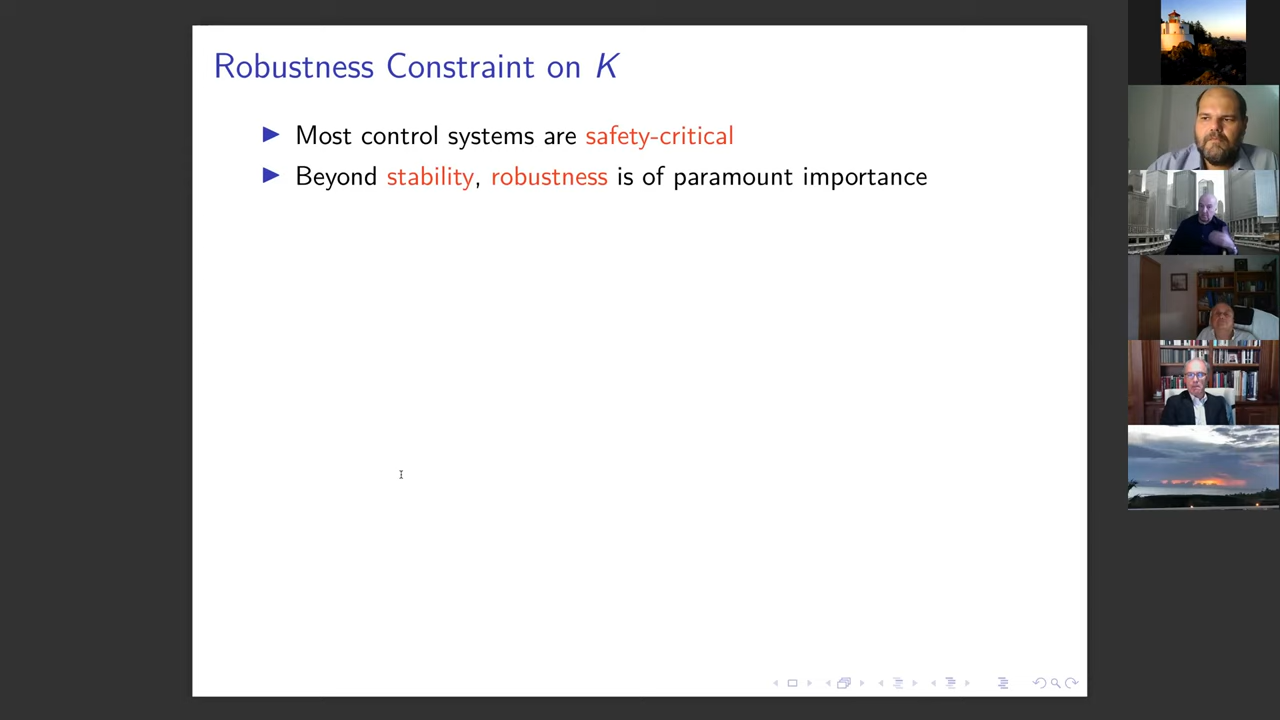 Robustness Constraint on K
Most control systems are safety-critical
Beyond stability, robustness is of paramount importance